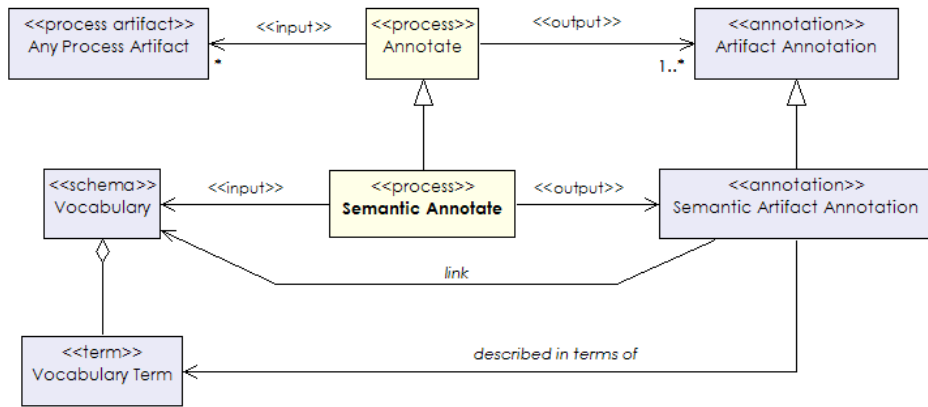 <<process artifact>>
Any Process Artifact
<<input>>
*
<<process>>
Annotate
<<output>>
1..*
<<annotation>>
Artifact Annotation
<<schema>>
Vocabulary
<<input>>
<<process>>
Semantic Annotate
<<output>>
<<annotation>>
Semantic Artifact Annotation
link
<<term>>
Vocabulary Term
described in terms of